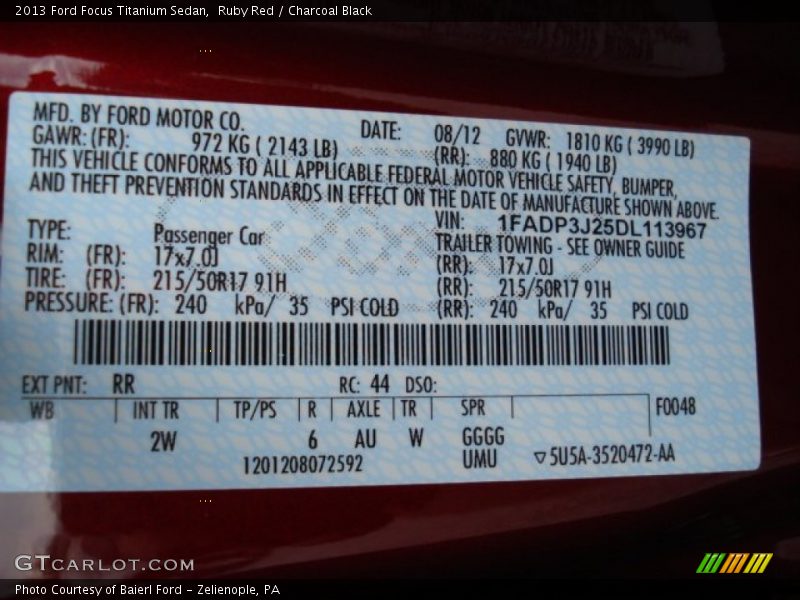 2013 Ford Focus Titanium Sedan,  Ruby Red / Charcoal Black
MFD. BY FORD MOTOR CO. DATE: 08/12 GVWR: 1810 KG ( 3990 LB)
GAWR: (FR): 972 KG ( 2143 LB) (RR): 880 KG ( 1940 LB)
THIS VEHICLE CONFORMS TO ALL APPLICABLE FEDERAL MOTOR VEHICLE SAFETY, BUMPER,
AND THEFT PREVENTION STANDARDS IN EFFECT ON THE DATE OF MANUFACTURE SHOWN ABOVE.
VIN: 1FADP3J25DL113967
TYPE: Passenger Car TRAILER TOWING - SEE OWNER GUIDE
RIM: (FR): 17x7.0J (RR): 17x7.0J
TIRE: (FR): 215/50R17 91H (RR): 215/50R17 91H
PRESSURE: (FR): 240 kPa/ 35 PSI COLD (RR): 240 kPa/ 35 PSI COLD
EXT PNT: RR RC: 44 DSO:
WB INT TR TP/PS R AXLE TR SPR F0048
2W 6 AU W GGGG
1201208072592 UMU ▽5U5A-3520472-AA
GTCARLOT.COM
Photo Courtesy of Baierl Ford - Zelienople, PA